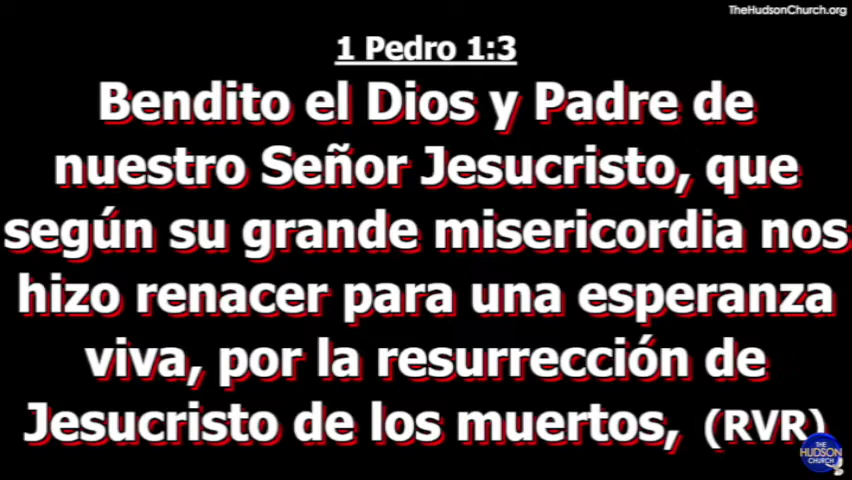 TheHudsonChurch.org
1 Pedro 1:3
Bendito el Dios y Padre de
nuestro Señor Jesucristo, que
según su grande misericordia nos
hizo renacer para una esperanza
viva, por la resurrección de
Jesucristo de los muertos, (RVR)
THE
HUDSON
CHURCH